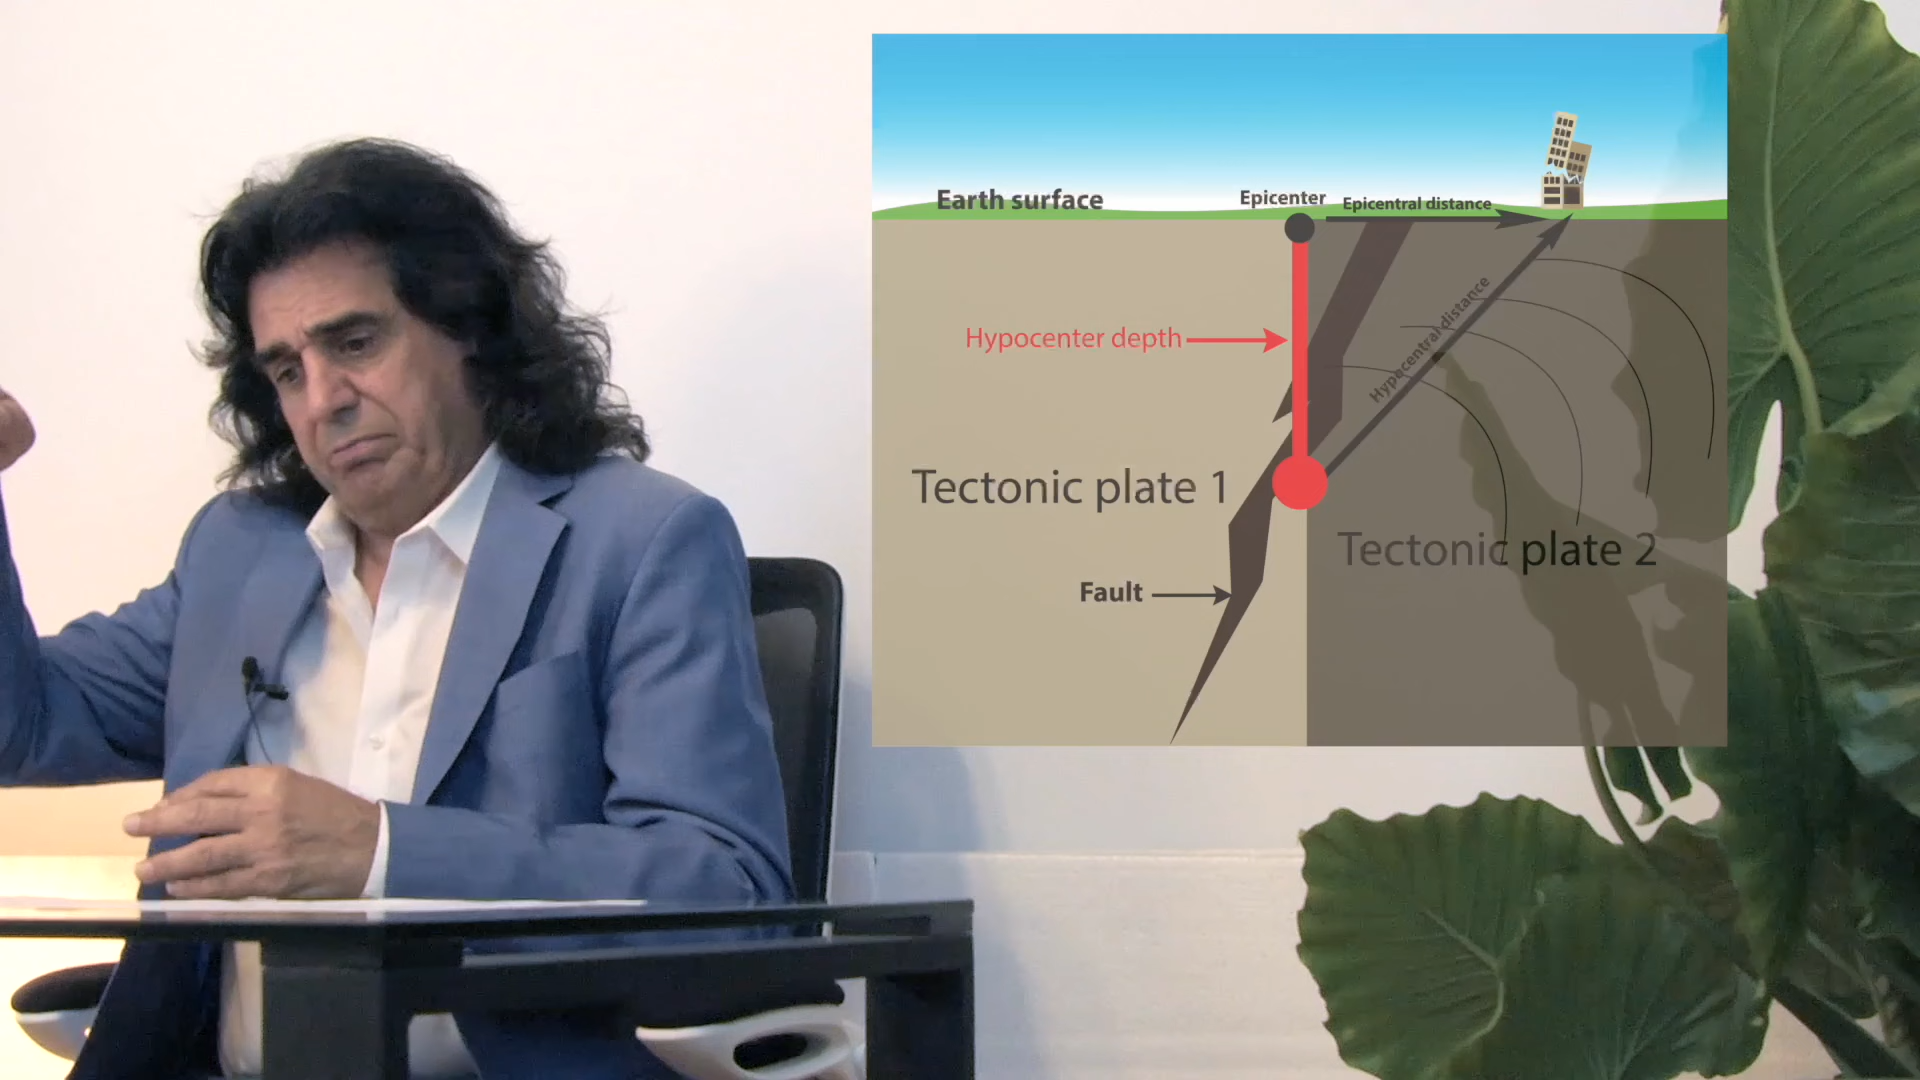 Earth surface
Epicenter
Epicentral distance
Hypocenter depth
Hypocentral distance
Tectonic plate 1
Tectonic plate 2
Fault